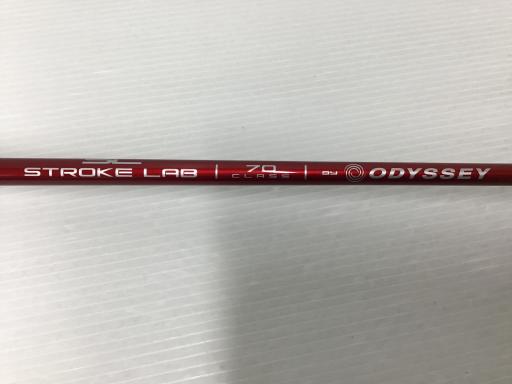 STROKE LAB | 70 CLASS | BY ODYSSEY